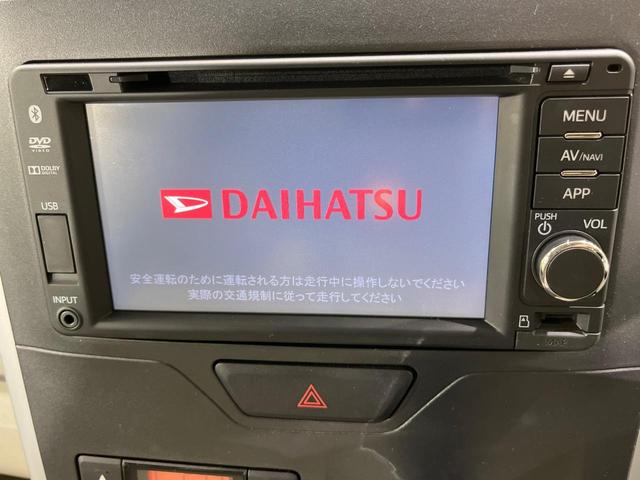 MENU
AV/NAVI
APP
PUSH
VOL
DVD
VIDEO
DOLBY
DIGITAL
USB
INPUT
DAIHATSU
安全運転のために運転される方は走行中に操作しないでください
実際の交通規制に従って走行してください